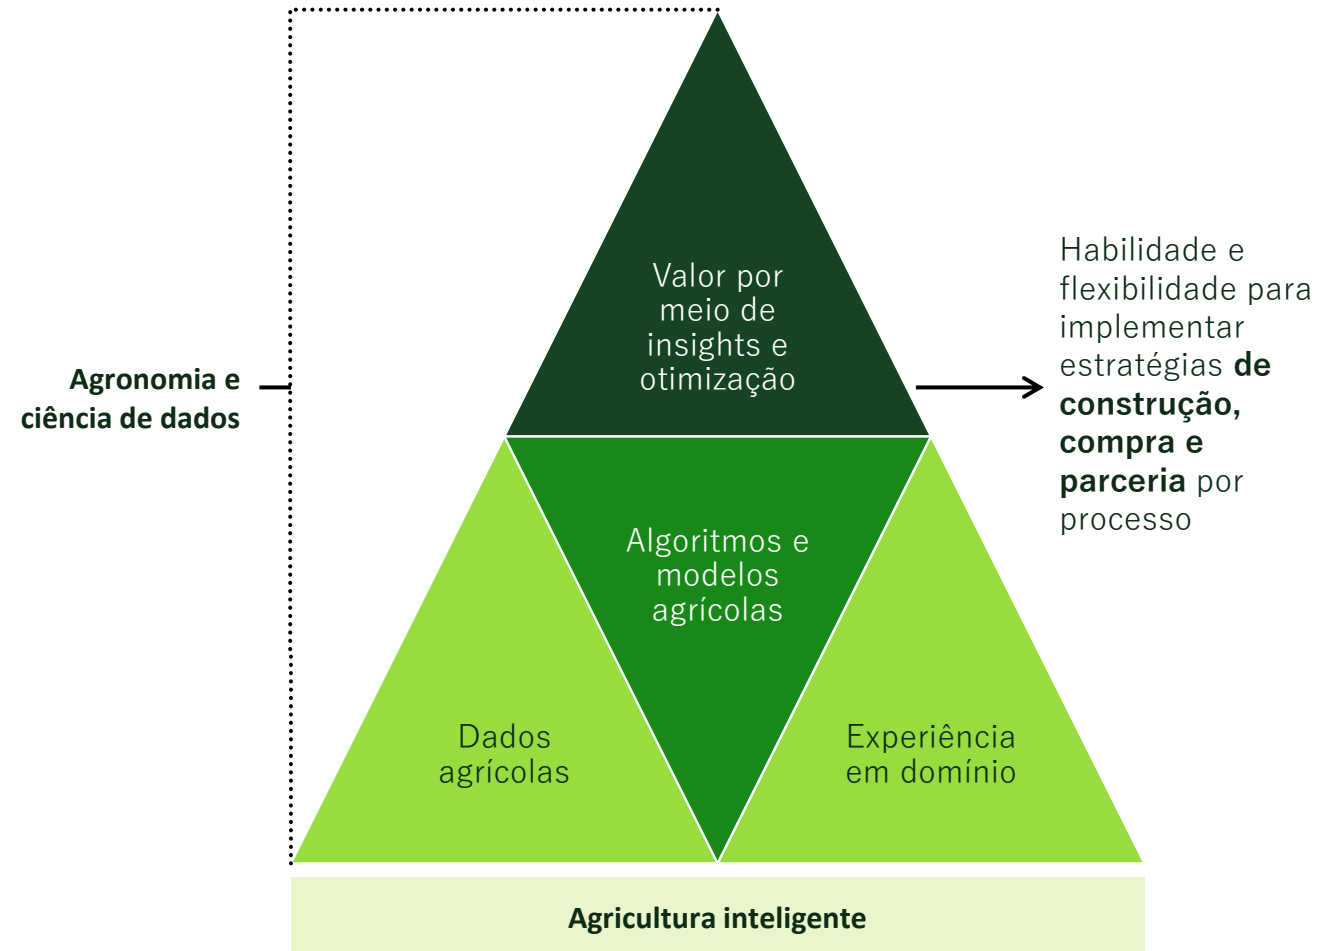 Valor por
meio de
insights e
otimização
Agronomia e
ciência de dados
Habilidade e
flexibilidade para
implementar
estratégias de
construção,
compra e
parceria por
processo
Algoritmos e
modelos
agrícolas
Dados
agrícolas
Experiência
em domínio
Agricultura inteligente